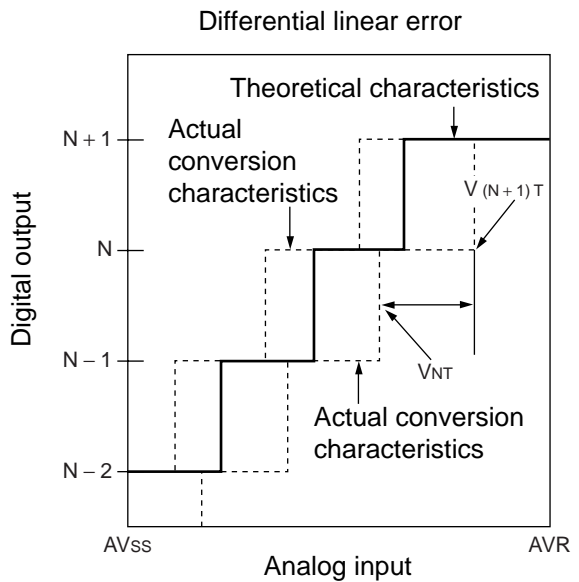 Differential linear error
Theoretical characteristics
Actual
conversion
characteristics
N + 1
V (N + 1) T
N
Digital output
N – 1
VNT
Actual conversion
characteristics
N – 2
AVSS
AVR
Analog input